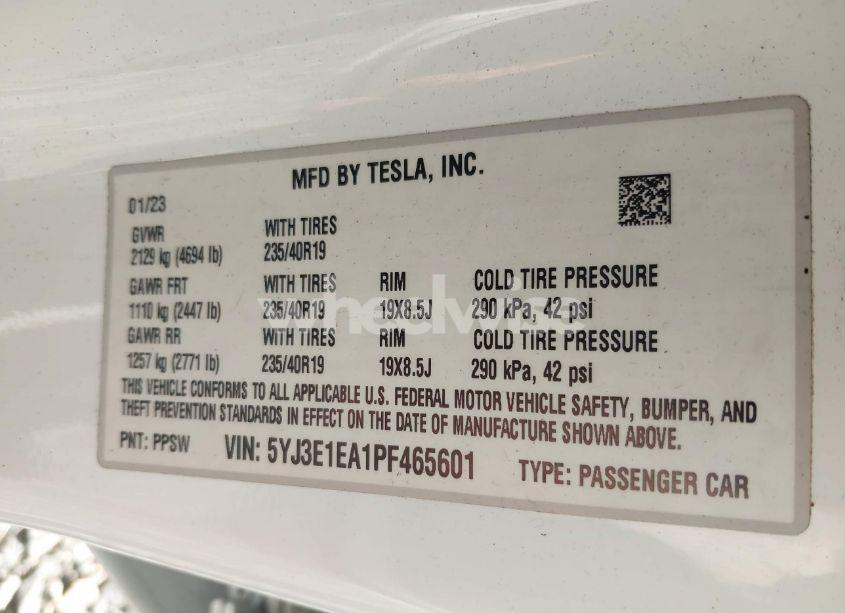 MFD BY TESLA, INC.
01/23
GVWR WITH TIRES
2129 kg (4694 lb) 235/40R19
GAWR FRT WITH TIRES RIM COLD TIRE PRESSURE
1110 kg (2447 lb) 235/40R19 19X8.5J 290 kPa, 42 psi
GAWR RR WITH TIRES RIM COLD TIRE PRESSURE
1257 kg (2771 lb) 235/40R19 19X8.5J 290 kPa, 42 psi
THIS VEHICLE CONFORMS TO ALL APPLICABLE U.S. FEDERAL MOTOR VEHICLE SAFETY, BUMPER, AND
THEFT PREVENTION STANDARDS IN EFFECT ON THE DATE OF MANUFACTURE SHOWN ABOVE.
PNT: PPSW VIN: 5YJ3E1EA1PF465601 TYPE: PASSENGER CAR
wheelwise